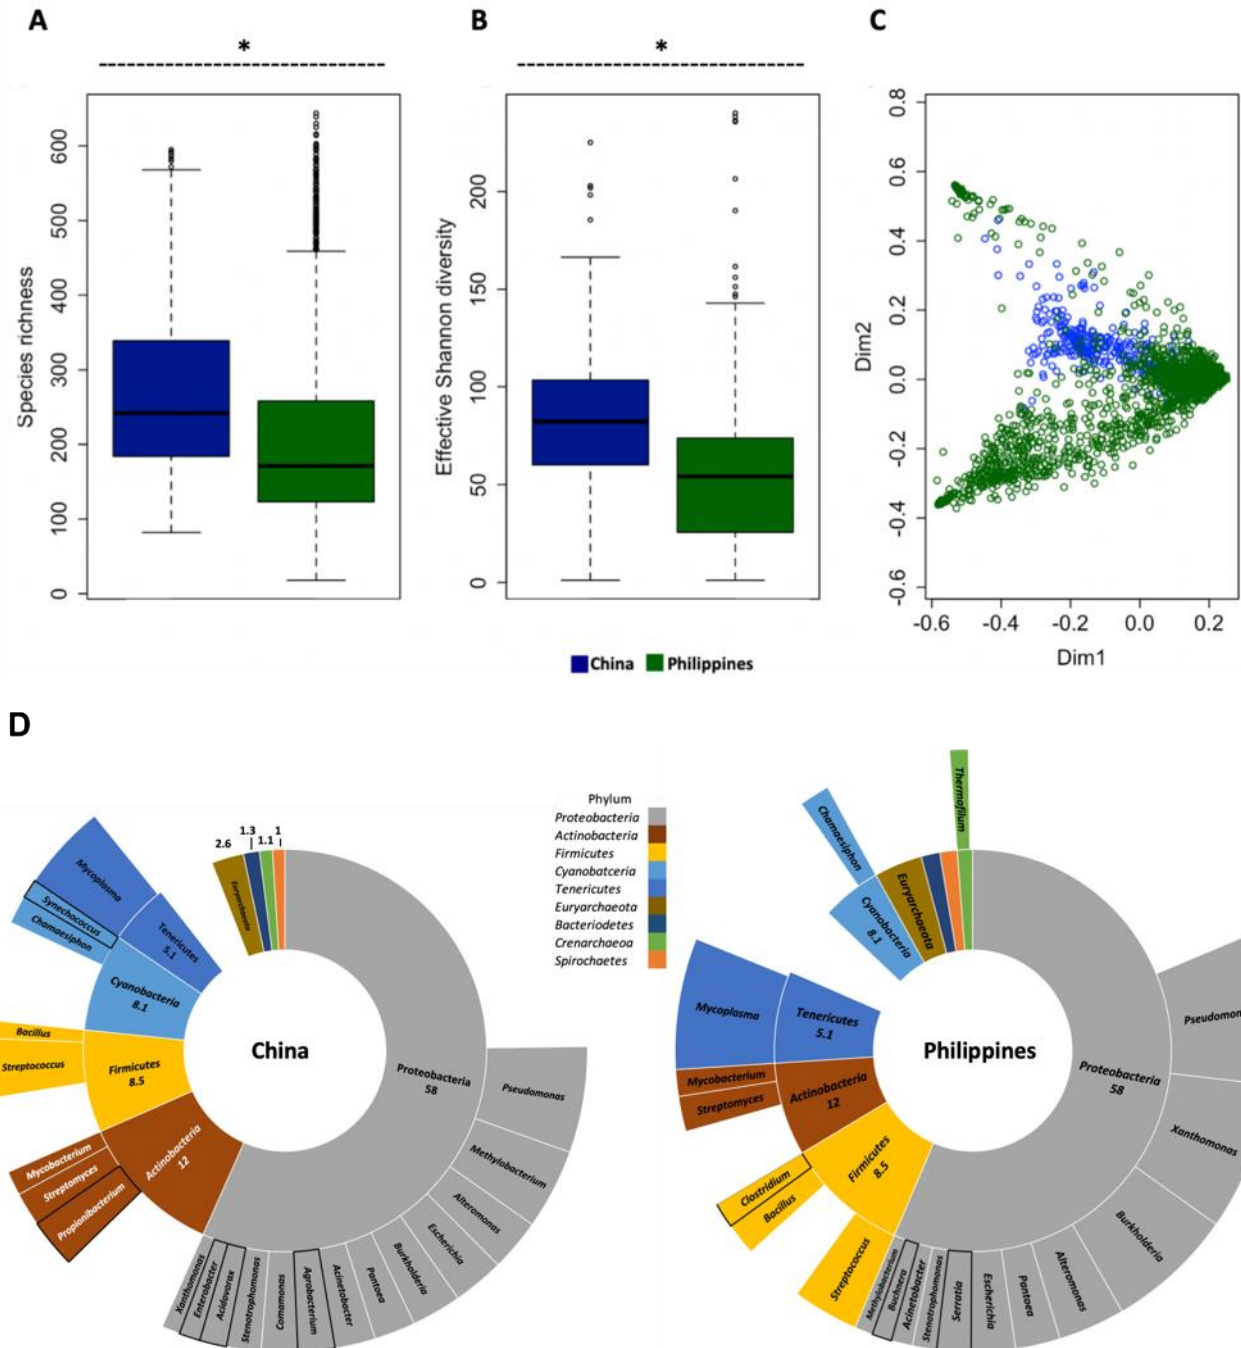 A
*
Species richness
600
500
400
300
200
100
0
B
*
Effective Shannon diversity
200
150
100
50
0
C
Dim2
0.8
0.6
0.4
0.2
0.0
-0.2
-0.4
-0.6
-0.6 -0.4 -0.2 0.0 0.2
Dim1
China Philippines
D
2.6 1.3 1.1 1
Euryarchaeota
Mycoplasma
Synechococcus
Chamaesiphon
Tenericutes
5.1
Cyanobacteria
8.1
Bacillus
Streptococcus
Firmicutes
8.5
Mycobacterium
Streptomyces
Propionibacterium
Actinobacteria
12
China
Proteobacteria
58
Pseudomonas
Methylobacterium
Alteromonas
Escherichia
Burkholderia
Pantoea
Acinetobacter
Agrobacterium
Comamonas
Stenotrophomonas
Acidovorax
Enterobacter
Xanthomonas
Phylum
Proteobacteria
Actinobacteria
Firmicutes
Cyanobatceria
Tenericutes
Euryarchaeota
Bacteriodetes
Crenarchaeoa
Spirochaetes
Thermofilum
Chamaesiphon
Cyanobacteria
8.1
Euryarchaeota
Mycoplasma
Tenericutes
5.1
Mycobacterium
Streptomyces
Actinobacteria
12
Clostridium
Bacillus
Streptococcus
Firmicutes
8.5
Philippines
Proteobacteria
58
Pseudomon
Xanthomonas
Burkholderia
Alteromonas
Pantoea
Escherichia
Serratia
Stenotrophomonas
Acinetobacter
Buchnera
Methylobacterium